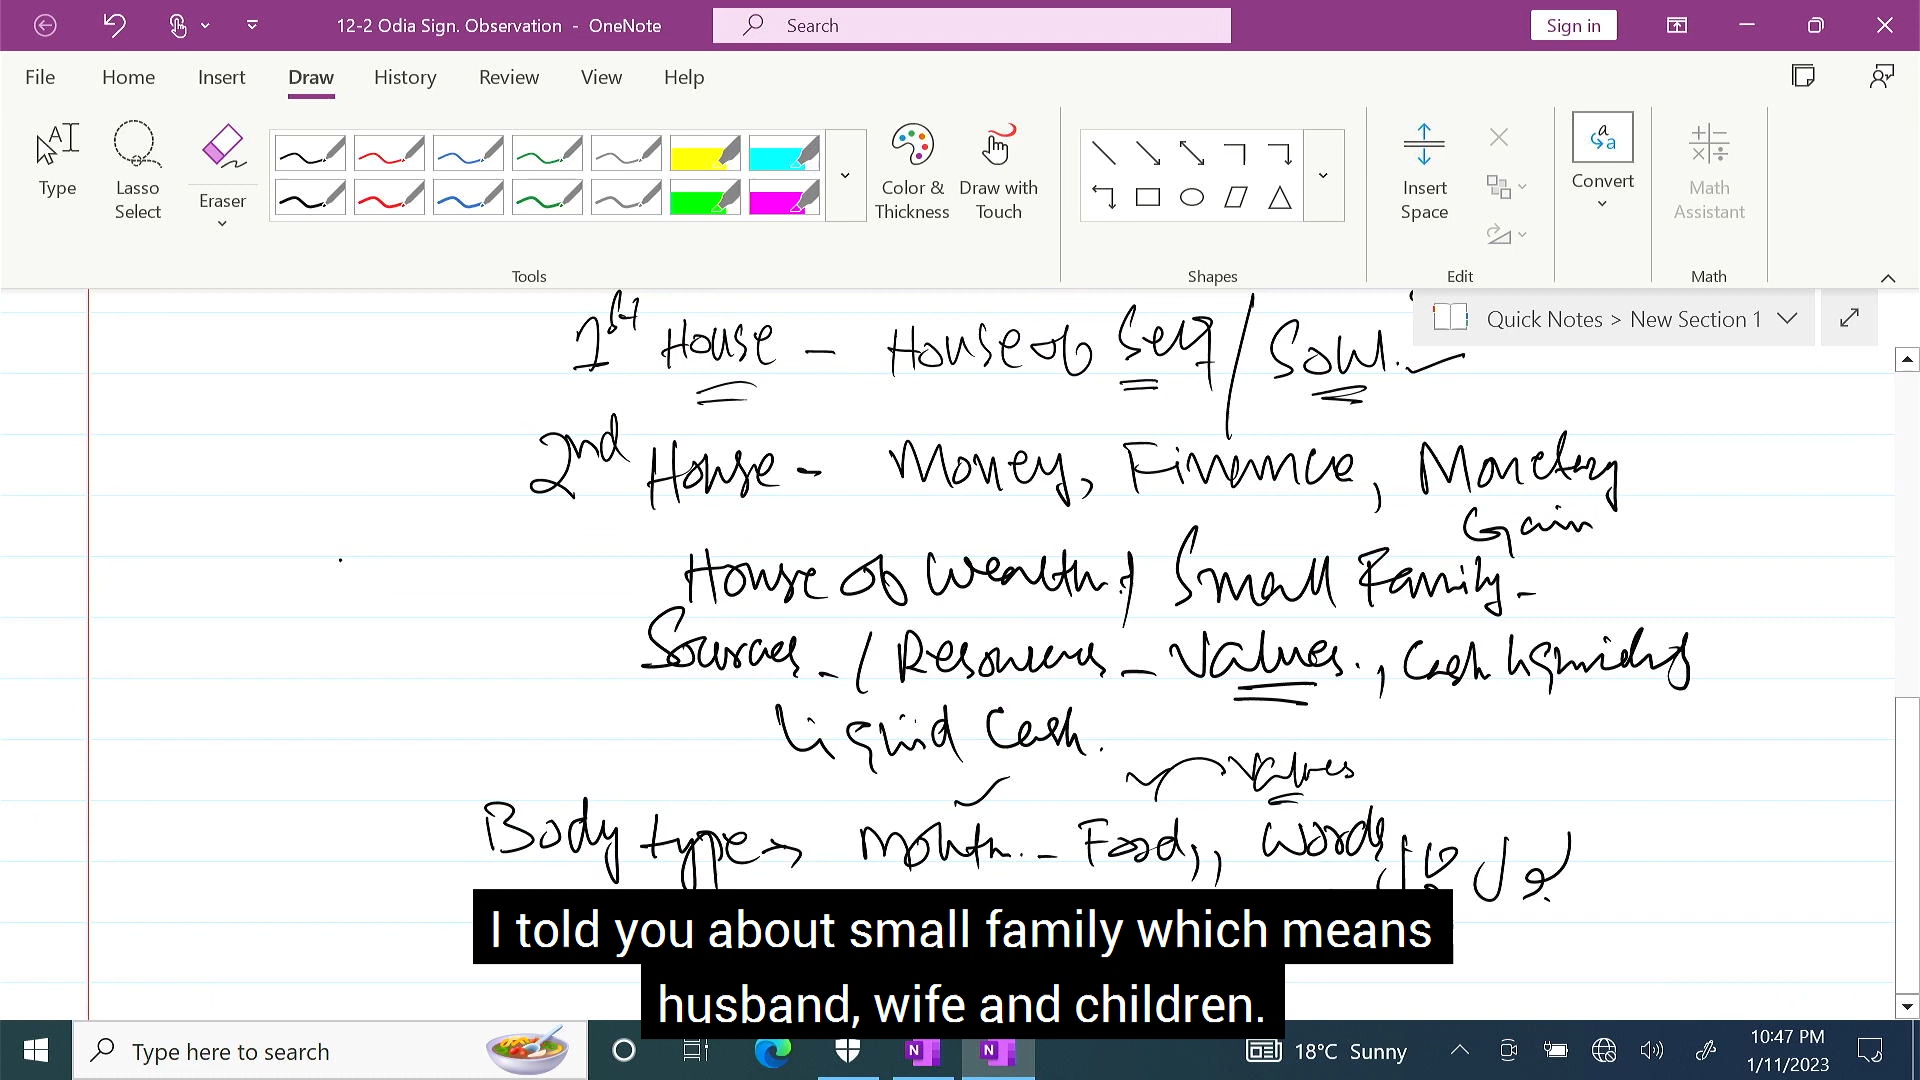 12-2 Odia Sign. Observation - OneNote
Search
Sign in
File Home Insert Draw History Review View Help
Type
Lasso Select
Eraser
Color & Thickness
Draw with Touch
Insert Space
Convert
Math Assistant
Tools
Shapes
Edit
Math
Quick Notes > New Section 1
1st House - House of Self / Soul.
2nd House - Money, Finance, Monetary
Gain
House of Wealth / Small Family -
Sources - / Resources - Values., Cash liquidity
Liquid Cash.
Values
Body type → Mouth. - Food,, Words
I told you about small family which means
husband, wife and children.
Type here to search
18°C Sunny
10:47 PM
1/11/2023